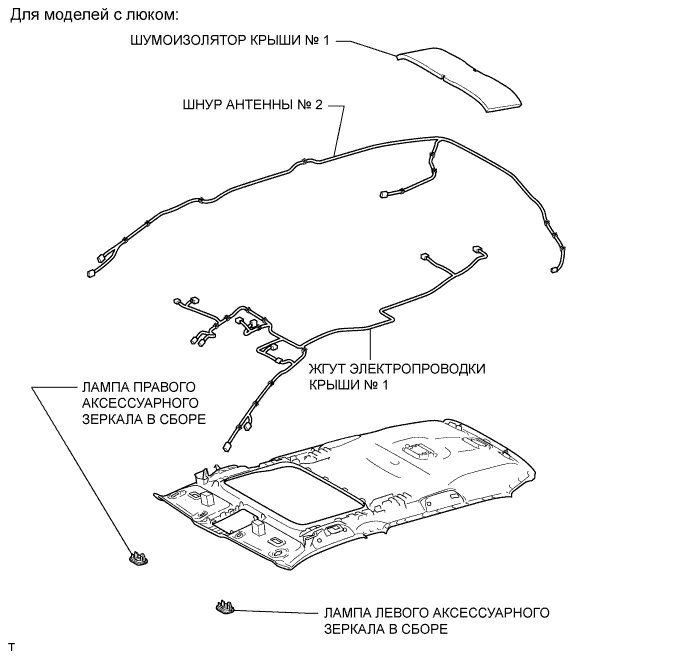 Для моделей с люком:
ШУМОИЗОЛЯТОР КРЫШИ № 1
ШНУР АНТЕННЫ № 2
ЖГУТ ЭЛЕКТРОПРОВОДКИ
КРЫШИ № 1
ЛАМПА ПРАВОГО
АКСЕССУАРНОГО
ЗЕРКАЛА В СБОРЕ
ЛАМПА ЛЕВОГО АКСЕССУАРНОГО
ЗЕРКАЛА В СБОРЕ
T